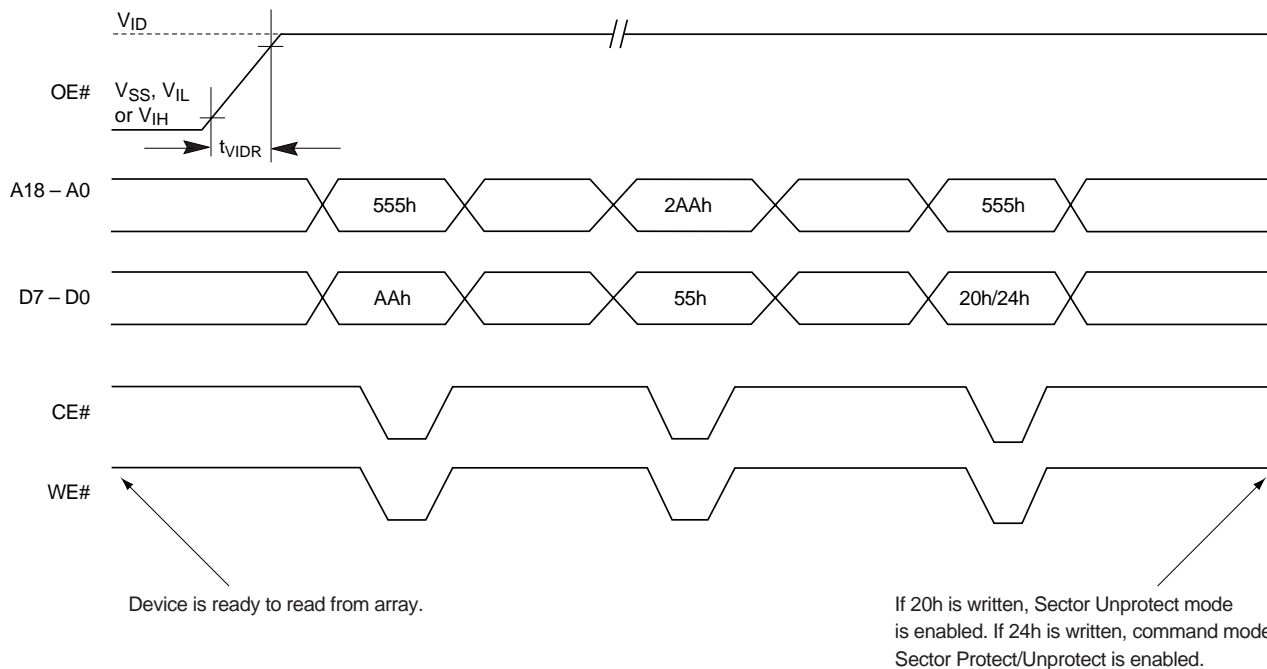 VID
OE#
VSS, VIL
or VIH
tVIDR
A18 – A0
555h
2AAh
555h
D7 – D0
AAh
55h
20h/24h
CE#
WE#
Device is ready to read from array.
If 20h is written, Sector Unprotect mode
is enabled. If 24h is written, command mode
Sector Protect/Unprotect is enabled.